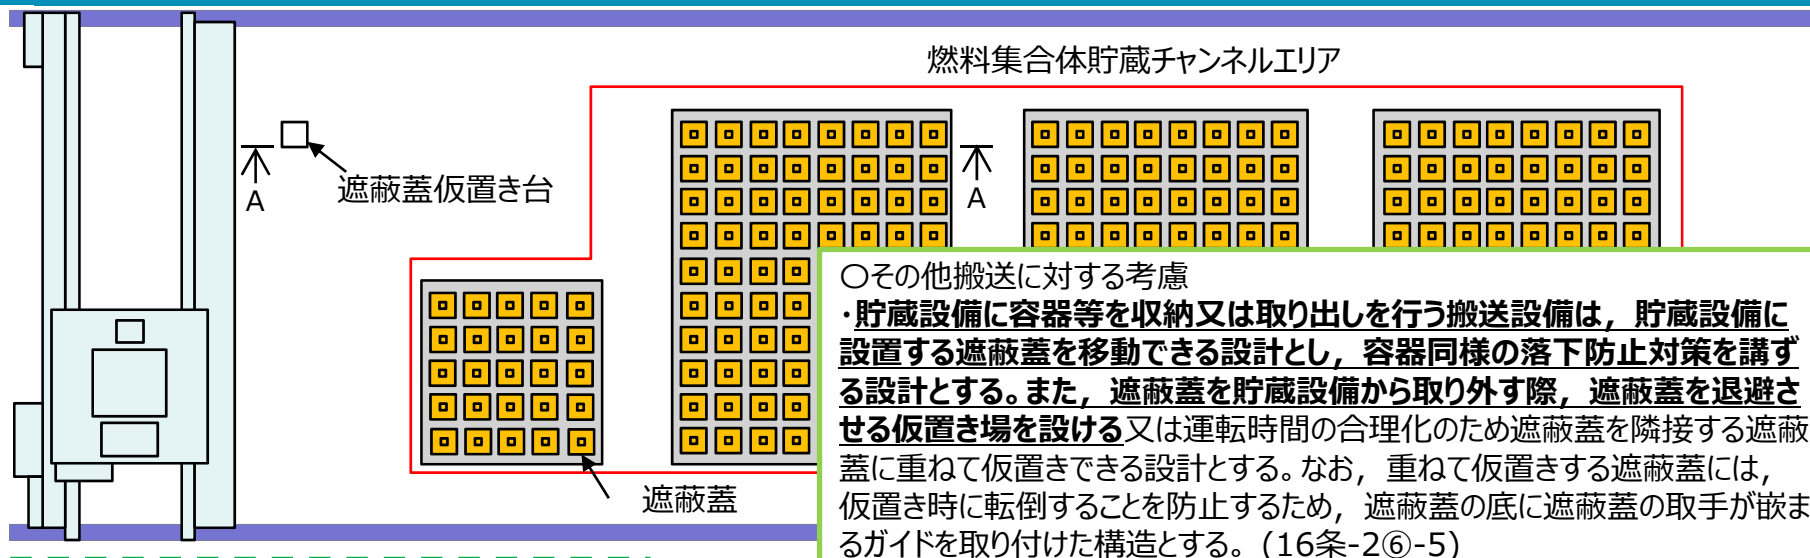 燃料集合体貯蔵チャンネルエリア
遮蔽蓋仮置き台
A
A
遮蔽蓋
〇その他搬送に対する考慮
・貯蔵設備に容器等を収納又は取り出しを行う搬送設備は，貯蔵設備に
設置する遮蔽蓋を移動できる設計とし，容器同様の落下防止対策を講ず
る設計とする。また，遮蔽蓋を貯蔵設備から取り外す際，遮蔽蓋を退避さ
せる仮置き場を設ける又は運転時間の合理化のため遮蔽蓋を隣接する遮蔽
蓋に重ねて仮置きできる設計とする。なお，重ねて仮置きする遮蔽蓋には，
仮置き時に転倒することを防止するため，遮蔽蓋の底に遮蔽蓋の取手が嵌ま
るガイドを取り付けた構造とする。(16条-2⑥-5)